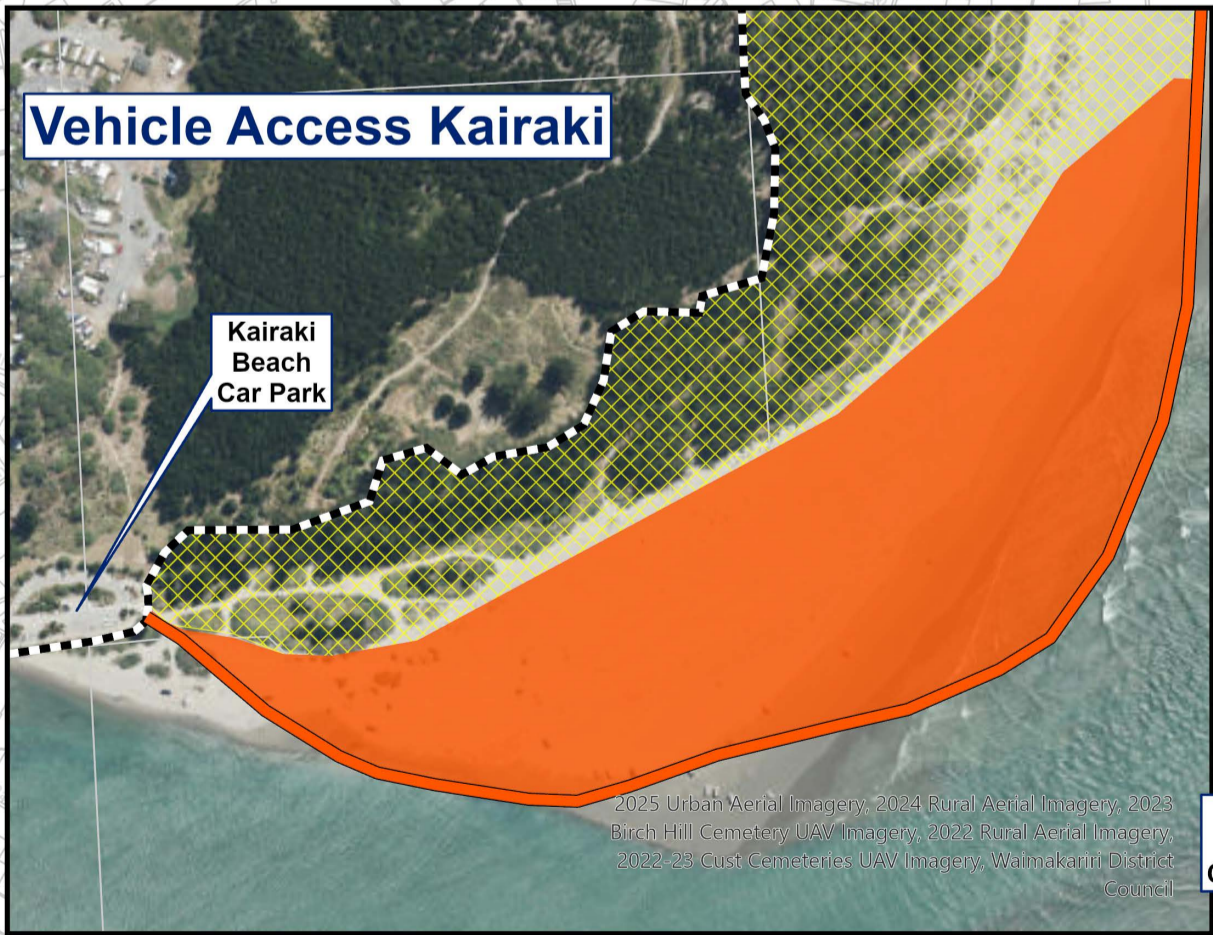 Vehicle Access Kairaki
Kairaki
Beach
Car Park
2025 Urban Aerial Imagery, 2024 Rural Aerial Imagery, 2023
Birch Hill Cemetery UAV Imagery, 2022 Rural Aerial Imagery,
2022-23 Cust Cemeteries UAV Imagery, Waimakariri District
Council